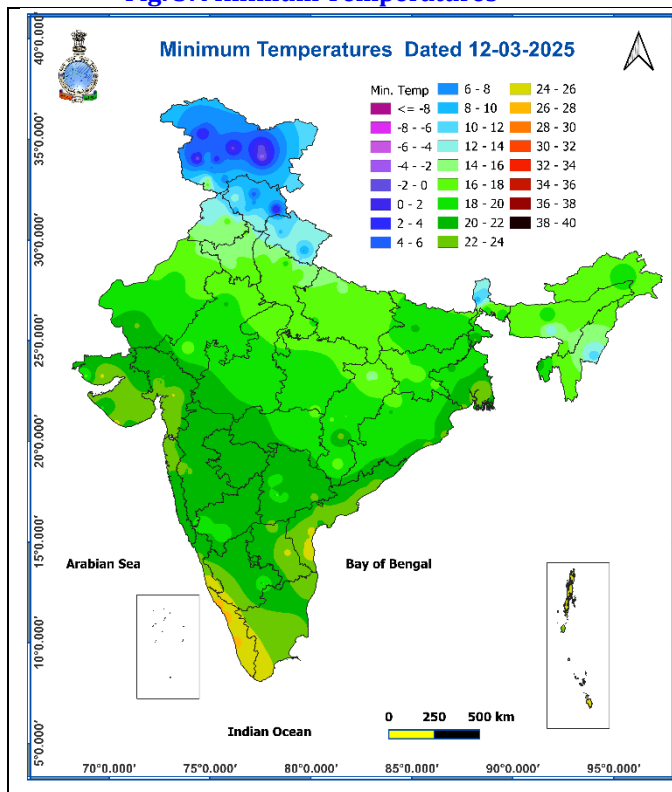 Minimum Temperatures Dated 12-03-2025
Min. Temp
<= -8
-8 - -6
-6 - -4
-4 - -2
-2 - 0
0 - 2
2 - 4
4 - 6
6 - 8
8 - 10
10 - 12
12 - 14
14 - 16
16 - 18
18 - 20
20 - 22
22 - 24
24 - 26
26 - 28
28 - 30
30 - 32
32 - 34
34 - 36
36 - 38
38 - 40
40°0.000'
35°0.000'
30°0.000'
25°0.000'
20°0.000'
15°0.000'
10°0.000'
5°0.000'
Arabian Sea
Bay of Bengal
Indian Ocean
0 250 500 km
70°0.000' 75°0.000' 80°0.000' 85°0.000' 90°0.000' 95°0.000'